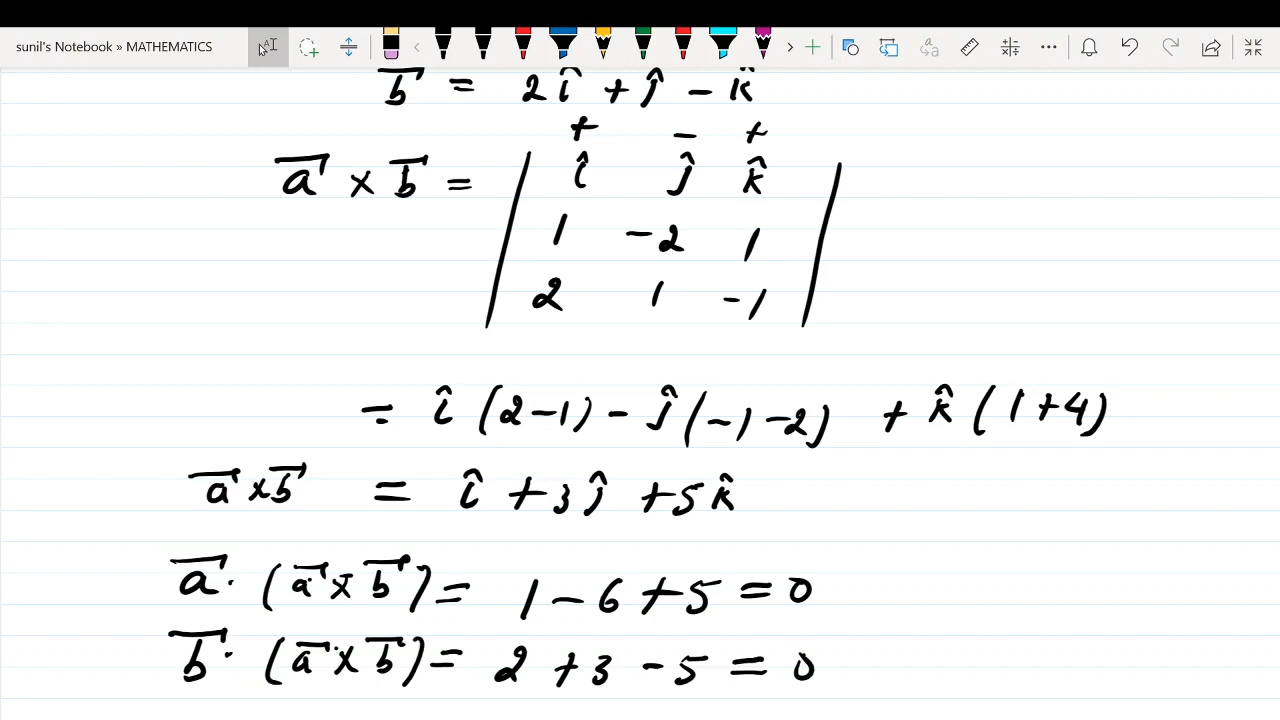 sunil's Notebook » MATHEMATICS
b⃗ = 2î + ĵ − k̂
+ − +
a⃗ × b⃗ = | î ĵ k̂ |
1 −2 1
2 1 −1
= î (2−1) − ĵ (−1−2) + k̂ (1+4)
a⃗ × b⃗ = î + 3ĵ + 5k̂
a⃗ · (a⃗ × b⃗) = 1 − 6 + 5 = 0
b⃗ · (a⃗ × b⃗) = 2 + 3 − 5 = 0